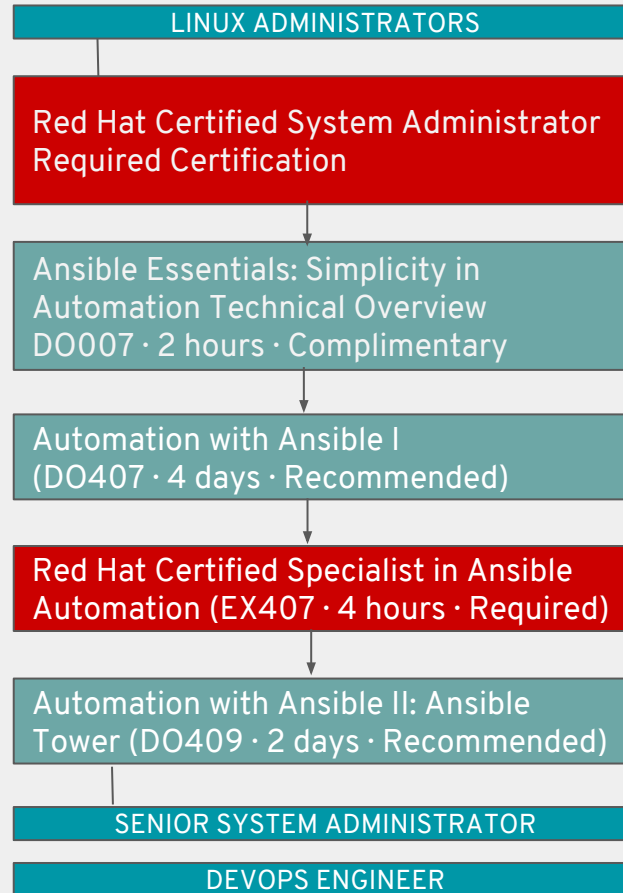 LINUX ADMINISTRATORS
Red Hat Certified System Administrator
Required Certification
Ansible Essentials: Simplicity in
Automation Technical Overview
DO007 · 2 hours · Complimentary
Automation with Ansible I
(DO407 · 4 days · Recommended)
Red Hat Certified Specialist in Ansible
Automation (EX407 · 4 hours · Required)
Automation with Ansible II: Ansible
Tower (DO409 · 2 days · Recommended)
SENIOR SYSTEM ADMINISTRATOR
DEVOPS ENGINEER